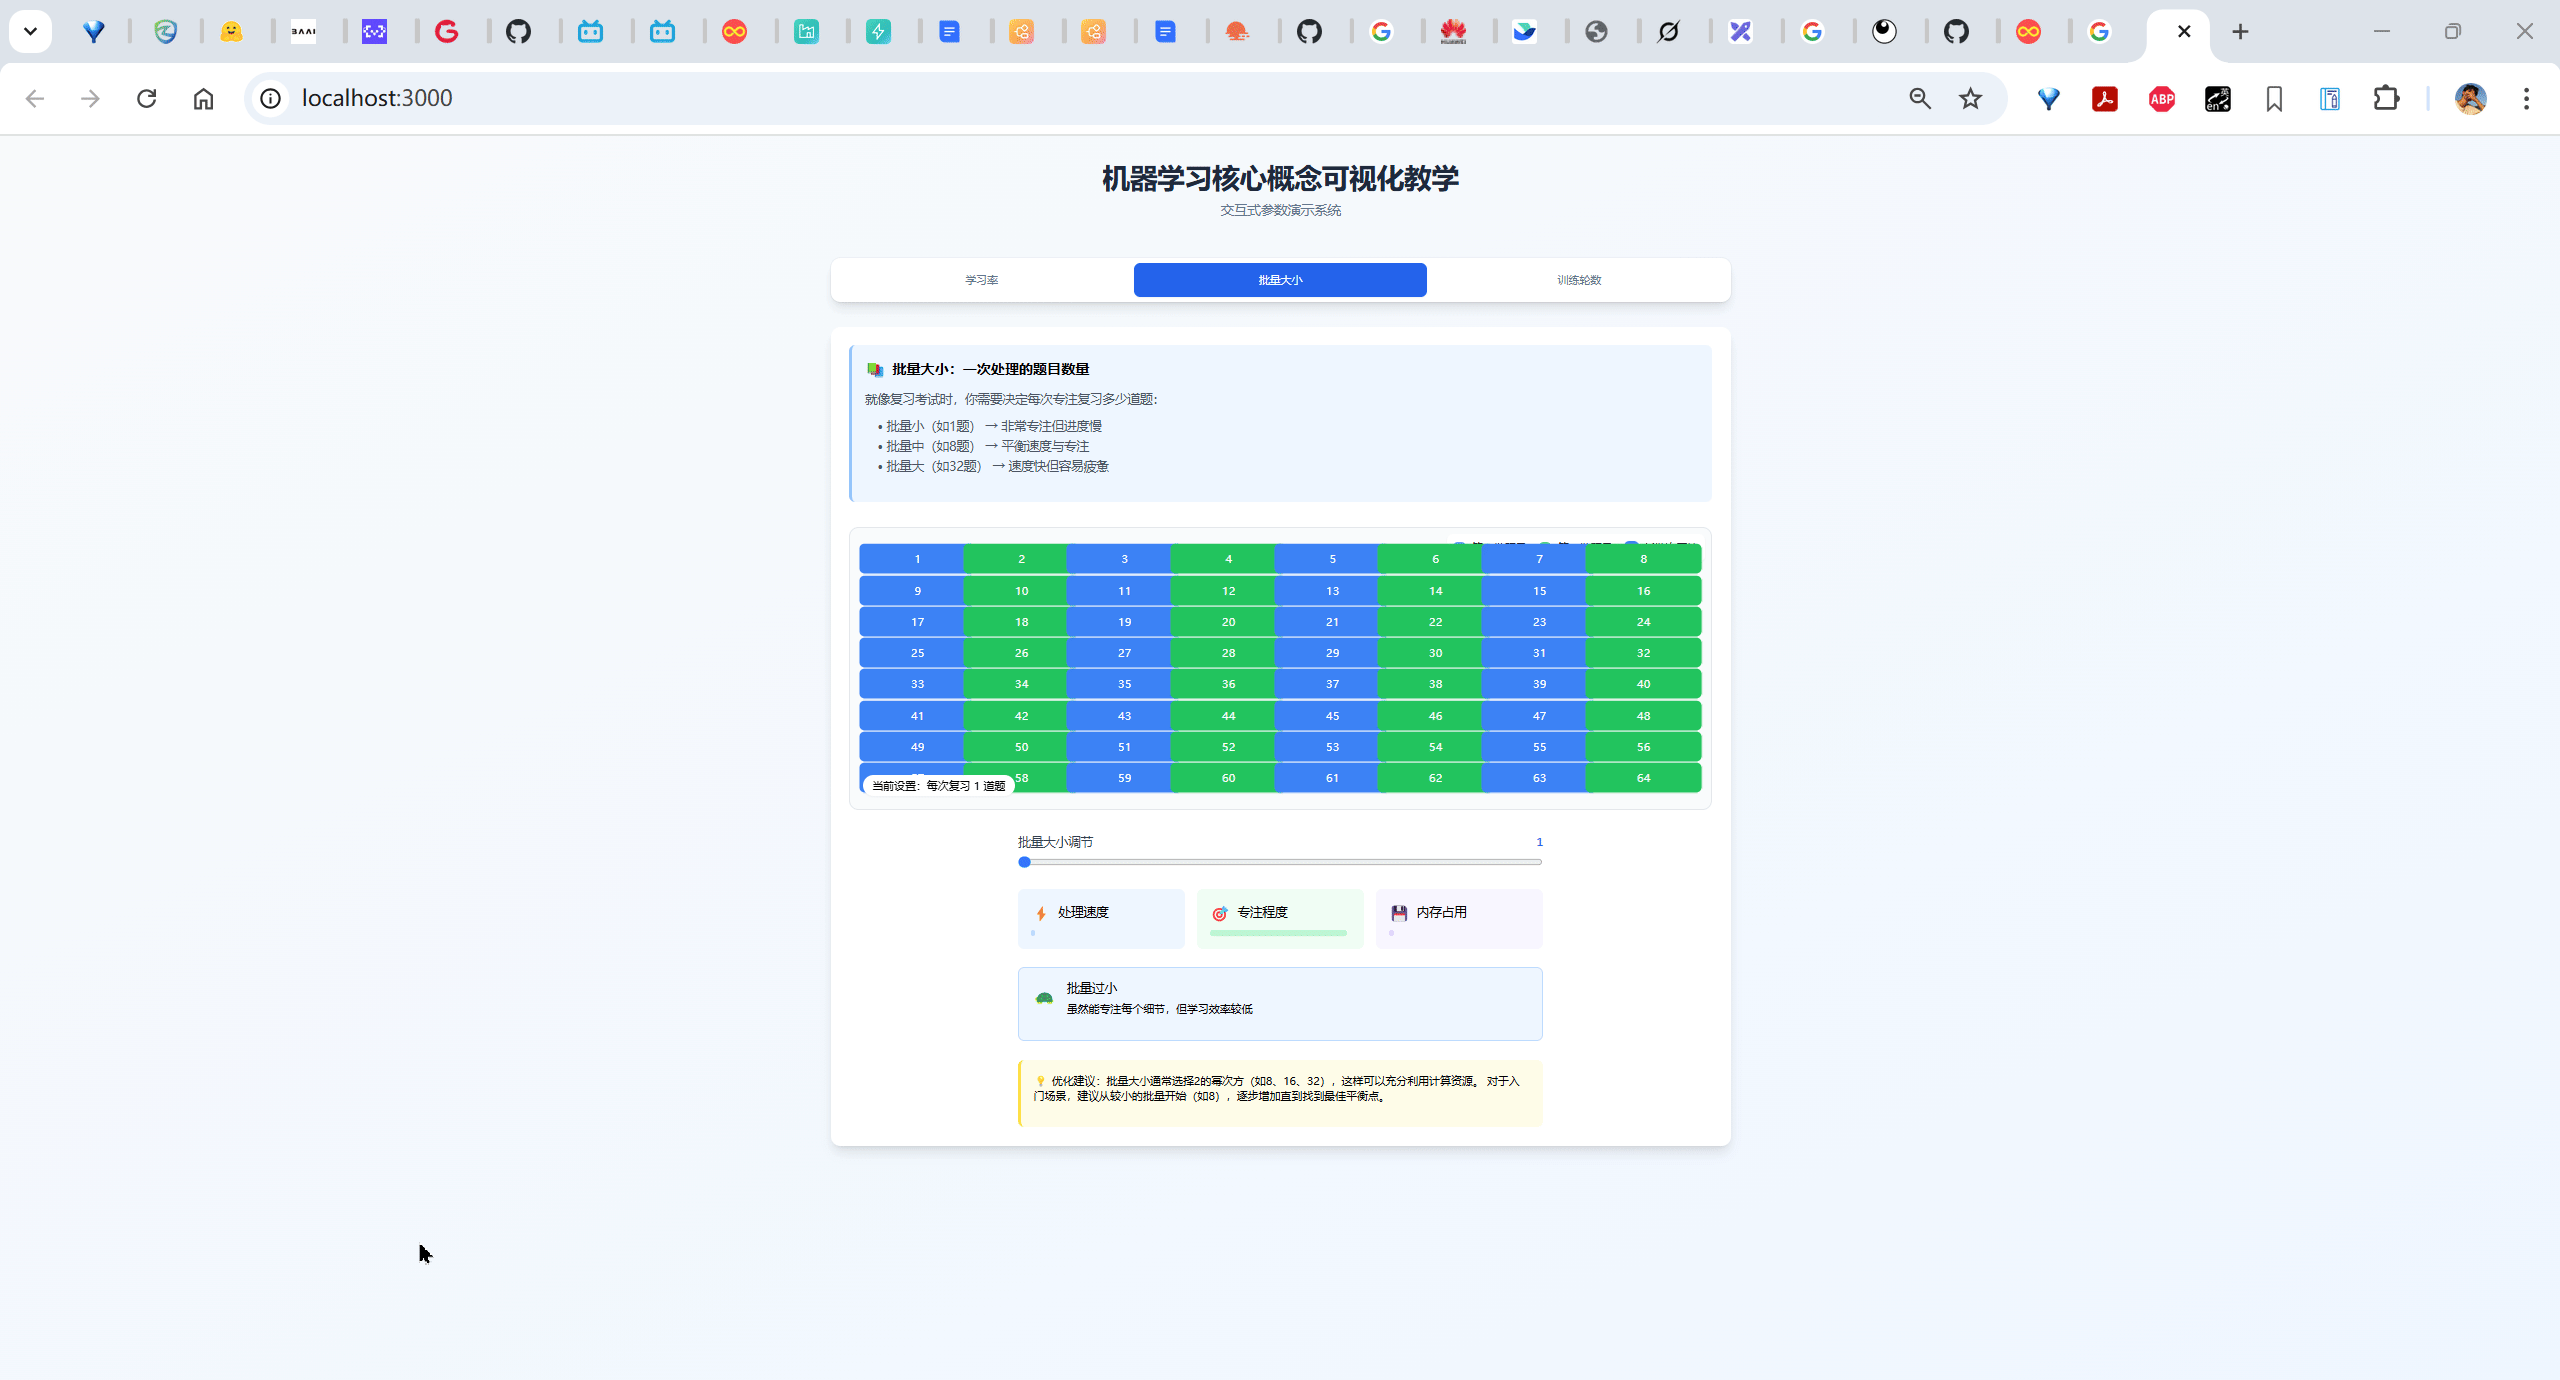 BAAI
localhost:3000
ABP
英
en
机器学习核心概念可视化教学
交互式参数演示系统
学习率 批量大小 训练轮数
批量大小：一次处理的题目数量
就像复习考试时，你需要决定每次专注复习多少道题：
• 批量小（如1题） → 非常专注但进度慢
• 批量中（如8题） → 平衡速度与专注
• 批量大（如32题） → 速度快但容易疲惫
1 2 3 4 5 6 7 8
9 10 11 12 13 14 15 16
17 18 19 20 21 22 23 24
25 26 27 28 29 30 31 32
33 34 35 36 37 38 39 40
41 42 43 44 45 46 47 48
49 50 51 52 53 54 55 56
58 59 60 61 62 63 64
当前设置：每次复习 1 道题
批量大小调节 1
处理速度 专注程度 内存占用
批量过小
虽然能专注每个细节，但学习效率较低
优化建议：批量大小通常选择2的幂次方（如8、16、32），这样可以充分利用计算资源。 对于入
门场景，建议从较小的批量开始（如8），逐步增加直到找到最佳平衡点。